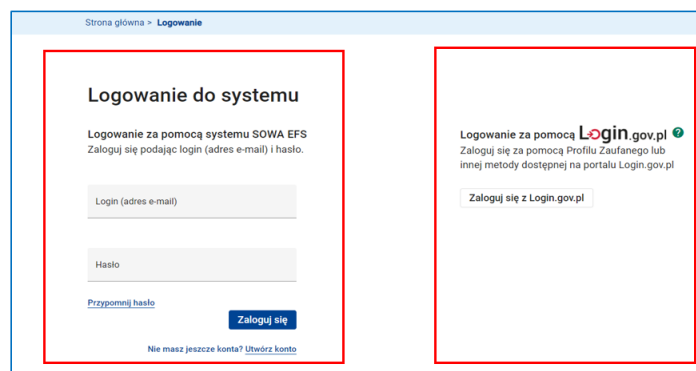 Strona główna > Logowanie
Logowanie do systemu
Logowanie za pomocą systemu SOWA EFS
Zaloguj się podając login (adres e-mail) i hasło.
Login (adres e-mail)
Hasło
Przypomnij hasło
Zaloguj się
Nie masz jeszcze konta? Utwórz konto
Logowanie za pomocą Login.gov.pl ?
Zaloguj się za pomocą Profilu Zaufanego lub
innej metody dostępnej na portalu Login.gov.pl
Zaloguj się z Login.gov.pl